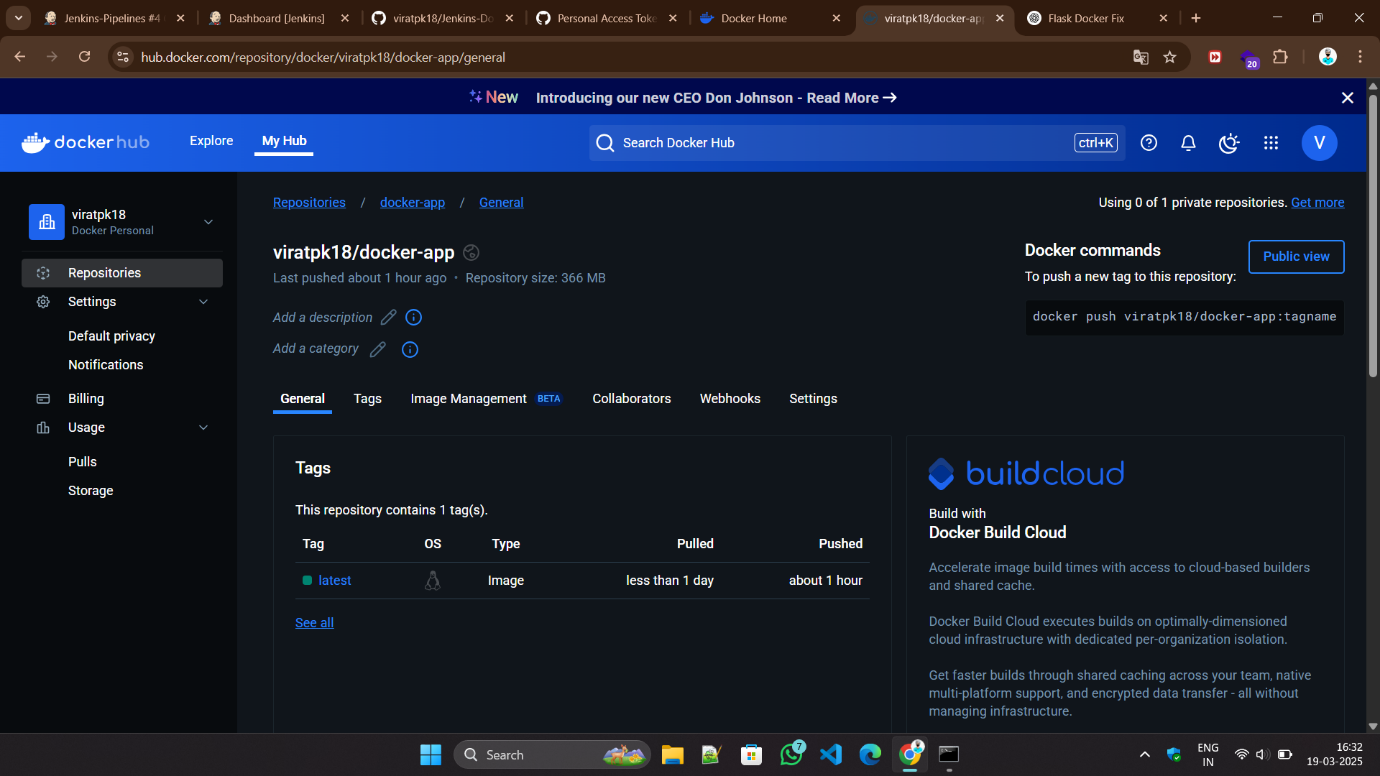 Jenkins-Pipelines #4
Dashboard [Jenkins]
viratpk18/Jenkins-Do
Personal Access Toke
Docker Home
viratpk18/docker-app
Flask Docker Fix
hub.docker.com/repository/docker/viratpk18/docker-app/general
20
New Introducing our new CEO Don Johnson - Read More →
dockerhub
Explore
My Hub
Search Docker Hub
ctrl+K
V
viratpk18
Docker Personal
Repositories
Settings
Default privacy
Notifications
Billing
Usage
Pulls
Storage
Repositories / docker-app / General
Using 0 of 1 private repositories. Get more
viratpk18/docker-app
Last pushed about 1 hour ago • Repository size: 366 MB
Add a description
Add a category
Docker commands
Public view
To push a new tag to this repository:
docker push viratpk18/docker-app:tagname
General
Tags
Image Management BETA
Collaborators
Webhooks
Settings
Tags
This repository contains 1 tag(s).
Tag OS Type Pulled Pushed
latest Image less than 1 day about 1 hour
See all
buildcloud
Build with
Docker Build Cloud
Accelerate image build times with access to cloud-based builders
and shared cache.
Docker Build Cloud executes builds on optimally-dimensioned
cloud infrastructure with dedicated per-organization isolation.
Get faster builds through shared caching across your team, native
multi-platform support, and encrypted data transfer - all without
managing infrastructure.
Search
7
ENG
IN
16:32
19-03-2025